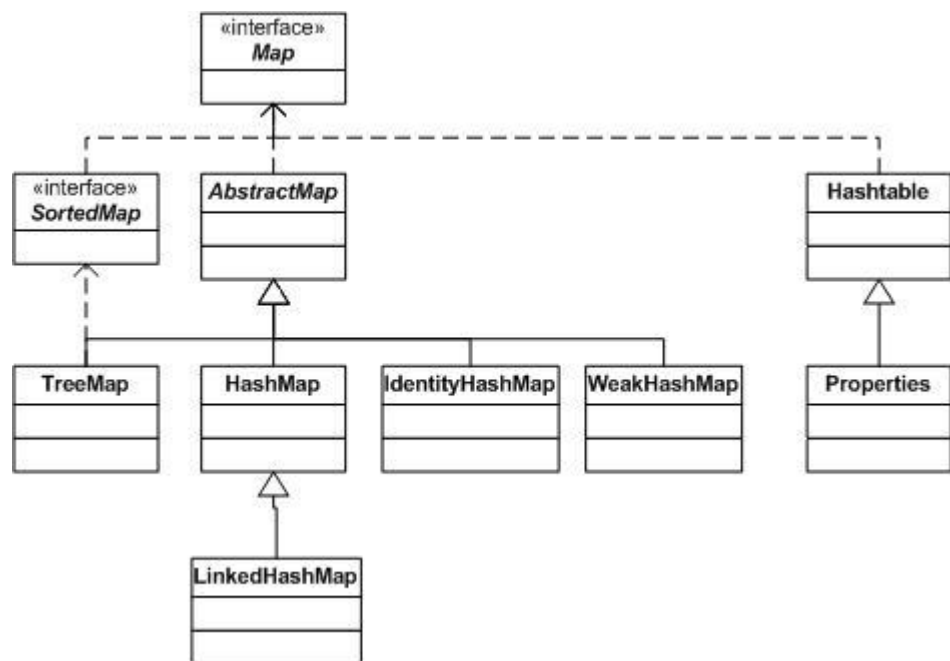 «interface»
Map
«interface»
SortedMap
AbstractMap
Hashtable
TreeMap
HashMap
IdentityHashMap
WeakHashMap
Properties
LinkedHashMap